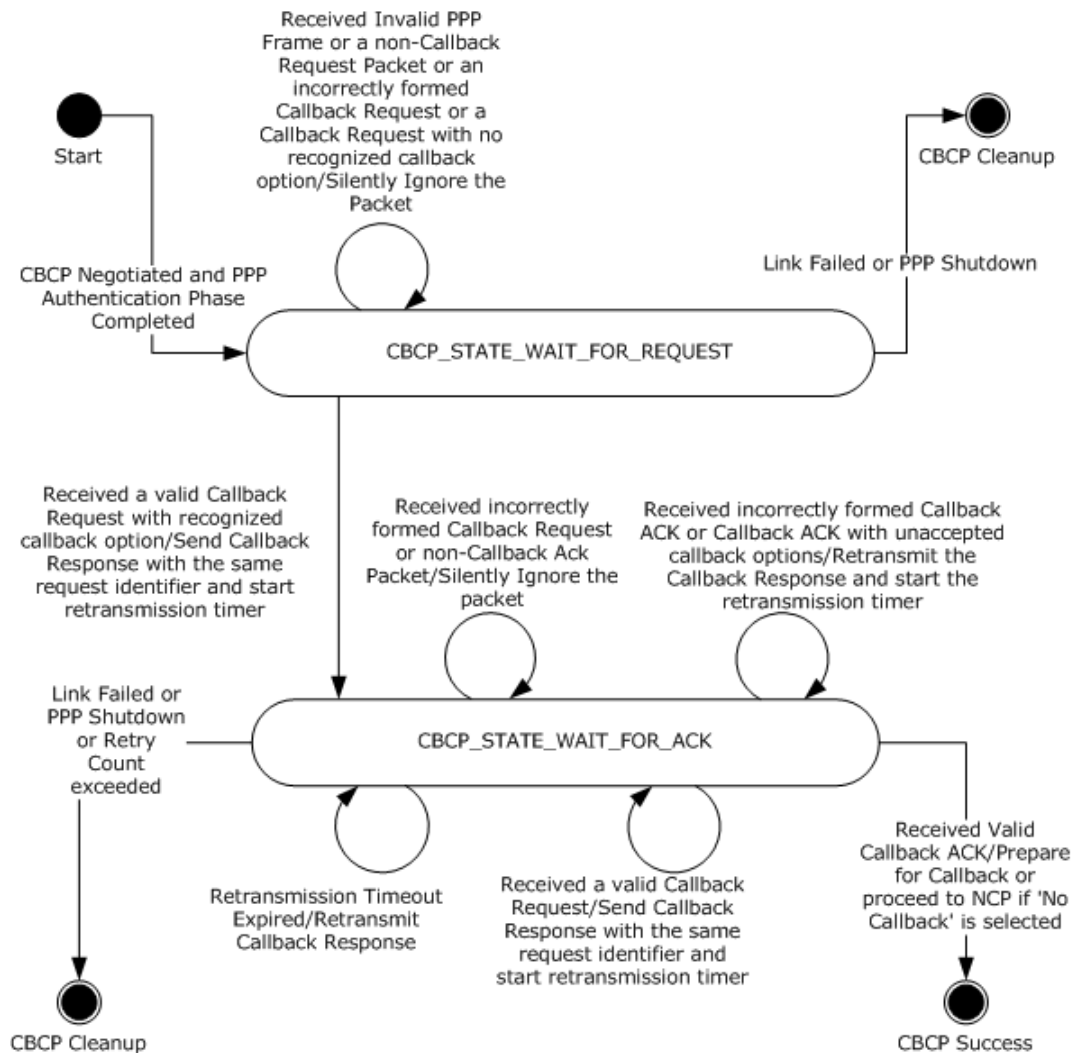 Received Invalid PPP
Frame or a non-Callback
Request Packet or an
incorrectly formed
Callback Request or a
Callback Request with no
recognized callback
option/Silently Ignore the
Packet
Start
CBCP Cleanup
CBCP Negotiated and PPP
Authentication Phase
Completed
Link Failed or PPP Shutdown
CBCP_STATE_WAIT_FOR_REQUEST
Received a valid Callback
Request with recognized
callback option/Send Callback
Response with the same
request identifier and start
retransmission timer
Received incorrectly
formed Callback Request
or non-Callback Ack
Packet/Silently Ignore the
packet
Received incorrectly formed Callback
ACK or Callback ACK with unaccepted
callback options/Retransmit the
Callback Response and start the
retransmission timer
Link Failed or
PPP Shutdown
or Retry
Count
exceeded
CBCP_STATE_WAIT_FOR_ACK
Retransmission Timeout
Expired/Retransmit
Callback Response
Received a valid Callback
Request/Send Callback
Response with the same
request identifier and
start retransmission timer
Received Valid
Callback ACK/Prepare
for Callback or
proceed to NCP if 'No
Callback' is selected
CBCP Cleanup
CBCP Success